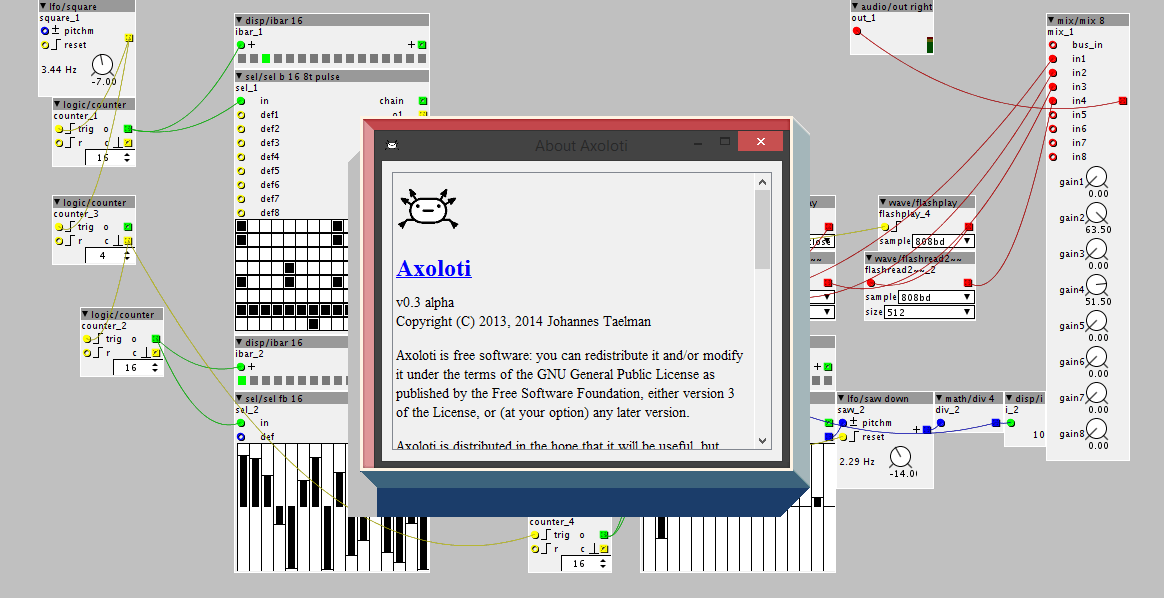 lfo/square
square_1
pitchm
reset
3.44 Hz
-7.00
logic/counter
counter_1
trig o
r c
16
logic/counter
counter_3
trig o
r c
4
logic/counter
counter_2
trig o
r c
16
disp/ibar 16
ibar_1
+ +
sel/sel b 16 8t pulse
sel_1
in chain
def1 o1
def2
def3
def4
def5
def6
def7
def8
disp/ibar 16
ibar_2
+ +
sel/sel fb 16
sel_2
in
def
About Axoloti
Axoloti
v0.3 alpha
Copyright (C) 2013, 2014 Johannes Taelman
Axoloti is free software: you can redistribute it and/or modify
it under the terms of the GNU General Public License as
published by the Free Software Foundation, either version 3
of the License, or (at your option) any later version.
Axoloti is distributed in the hope that it will be useful, but
counter_4
trig o
r c
16
audio/out right
out_1
wave/flashplay
flashplay_4
sample 808bd
wave/flashread2~~
flashread2~~_2
sample 808bd
size 512
lfo/saw down
saw_2
pitchm
reset
2.29 Hz
math/div 4
div_2
disp/i
i_2
10
mix/mix 8
mix_1
bus_in
in1
in2
in3
in4
in5
in6
in7
in8
gain1
0.00
gain2
63.50
gain3
0.00
gain4
51.50
gain5
0.00
gain6
0.00
gain7
0.00
gain8
0.00